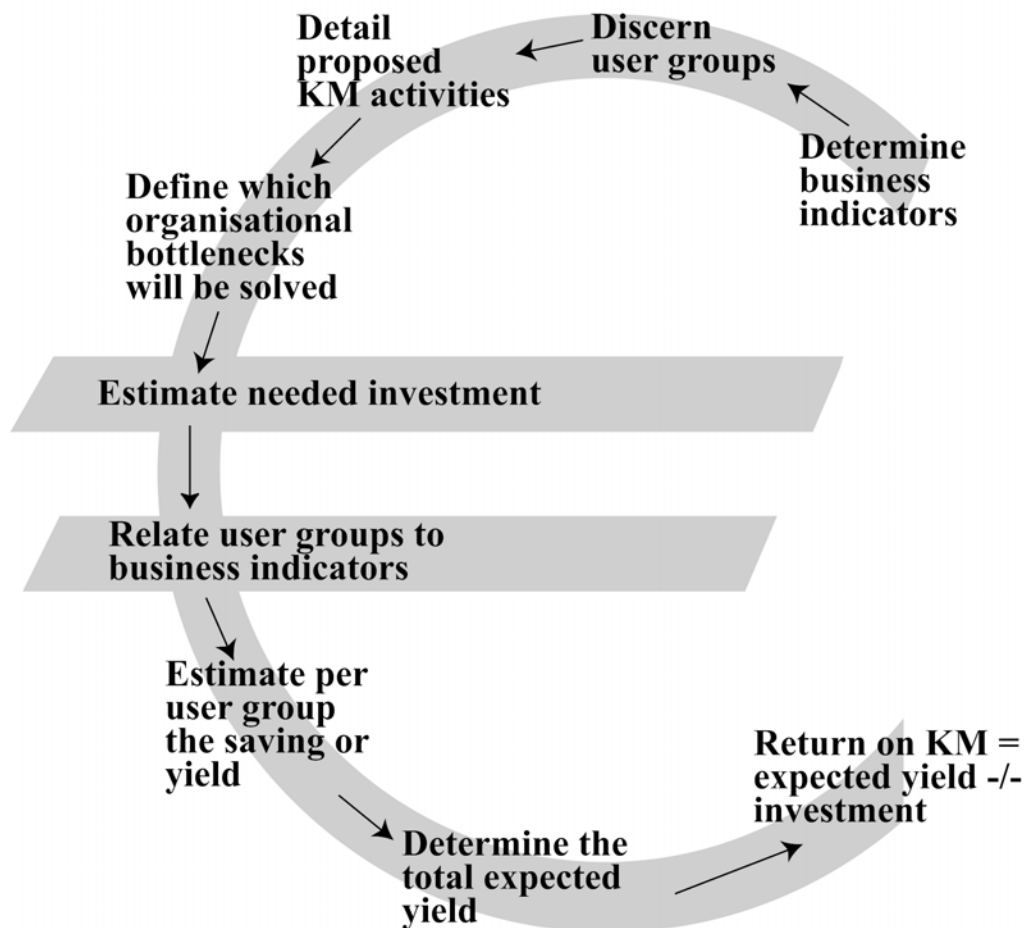 Determine
business
indicators
Discern
user groups
Detail
proposed
KM activities
Define which
organisational
bottlenecks
will be solved
Estimate needed investment
Relate user groups to
business indicators
Estimate per
user group
the saving or
yield
Determine the
total expected
yield
Return on KM =
expected yield -/-
investment